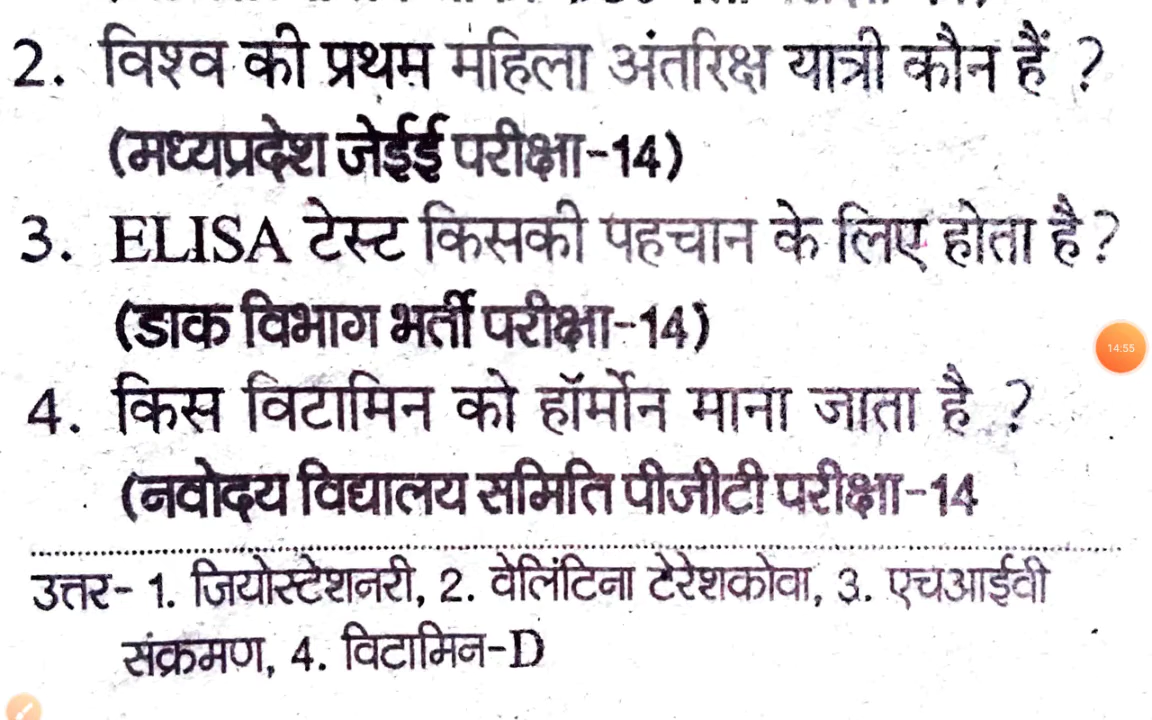 2. विश्व की प्रथम महिला अंतरिक्ष यात्री कौन हैं ?
(मध्यप्रदेश जेईई परीक्षा-14)
3. ELISA टेस्ट किसकी पहचान के लिए होता है?
(डाक विभाग भर्ती परीक्षा-14)
14:55
4. किस विटामिन को हॉर्मोन माना जाता है ?
(नवोदय विद्यालय समिति पीजीटी परीक्षा-14
उत्तर- 1. जियोस्टेशनरी, 2. वेलिंटिना टेरेशकोवा, 3. एचआईवी
संक्रमण, 4. विटामिन-D